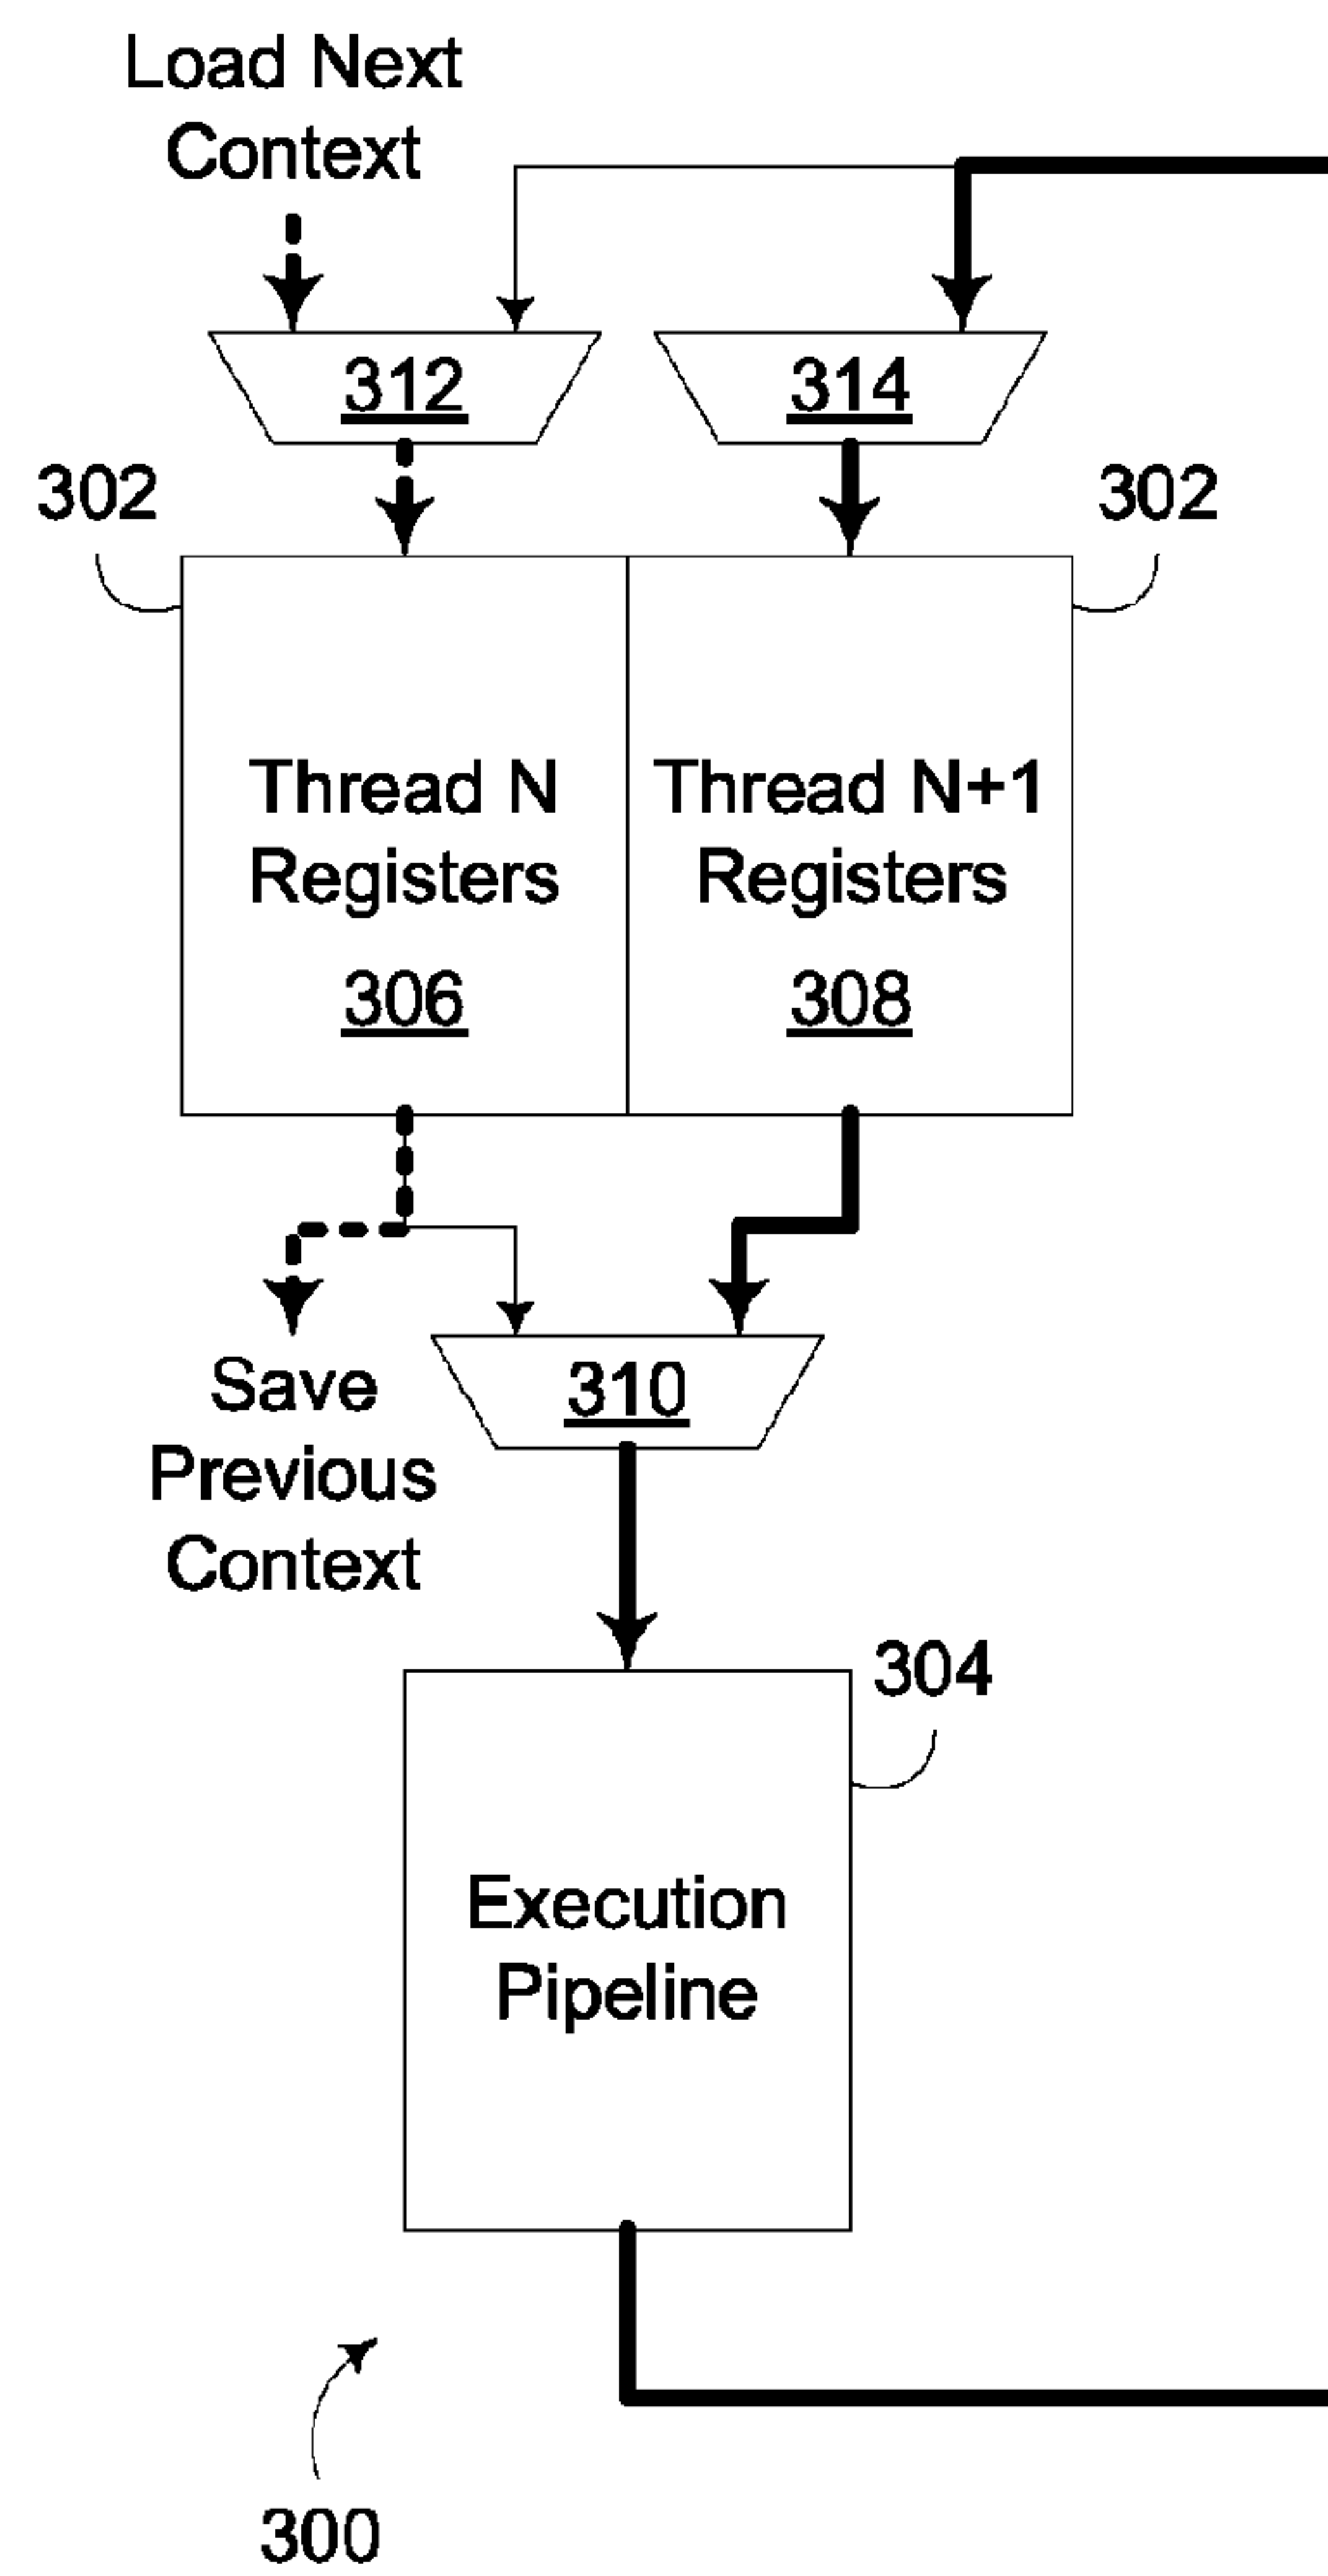 Load Next
Context
312
314
302
302
Thread N
Registers
306
Thread N+1
Registers
308
310
Save
Previous
Context
304
Execution
Pipeline
300